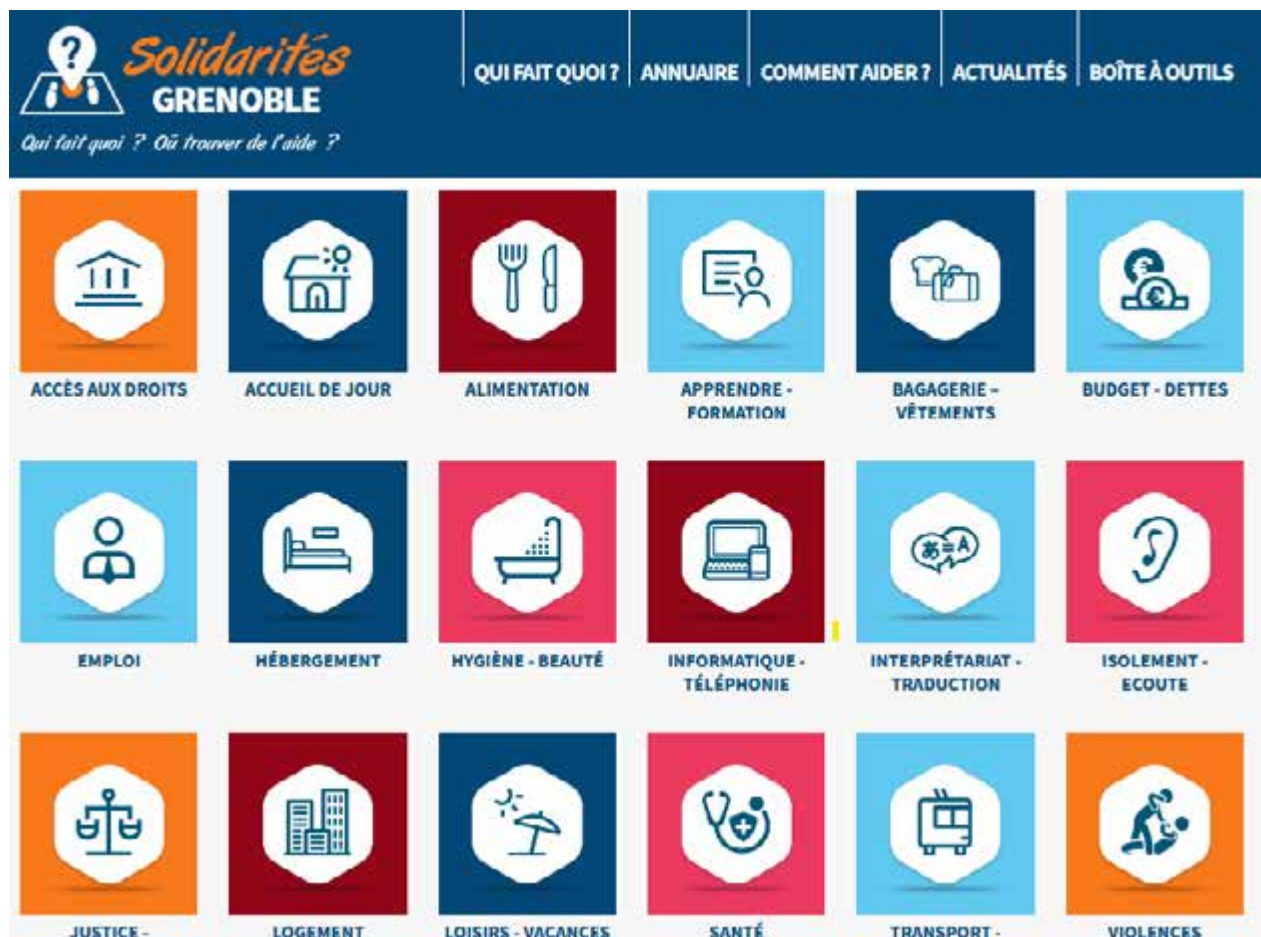 Solidarités
GRENOBLE
Qui fait quoi ? Où trouver de l'aide ?
QUI FAIT QUOI ? ANNUAIRE COMMENT AIDER ? ACTUALITÉS BOÎTE À OUTILS
ACCÈS AUX DROITS
ACCUEIL DE JOUR
ALIMENTATION
APPRENDRE -
FORMATION
BAGAGERIE –
VÊTEMENTS
BUDGET - DETTES
EMPLOI
HÉBERGEMENT
HYGIÈNE - BEAUTÉ
INFORMATIQUE -
TÉLÉPHONIE
あ=A
INTERPRÉTARIAT -
TRADUCTION
ISOLEMENT -
ECOUTE
JUSTICE -
LOGEMENT
LOISIRS - VACANCES
SANTÉ
TRANSPORT -
VIOLENCES